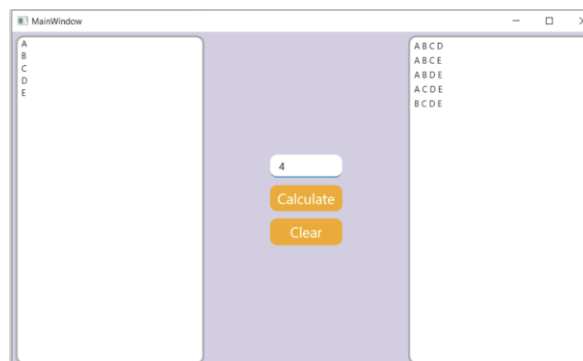 MainWindow
A
B
C
D
E
4
Calculate
Clear
A B C D
A B C E
A B D E
A C D E
B C D E